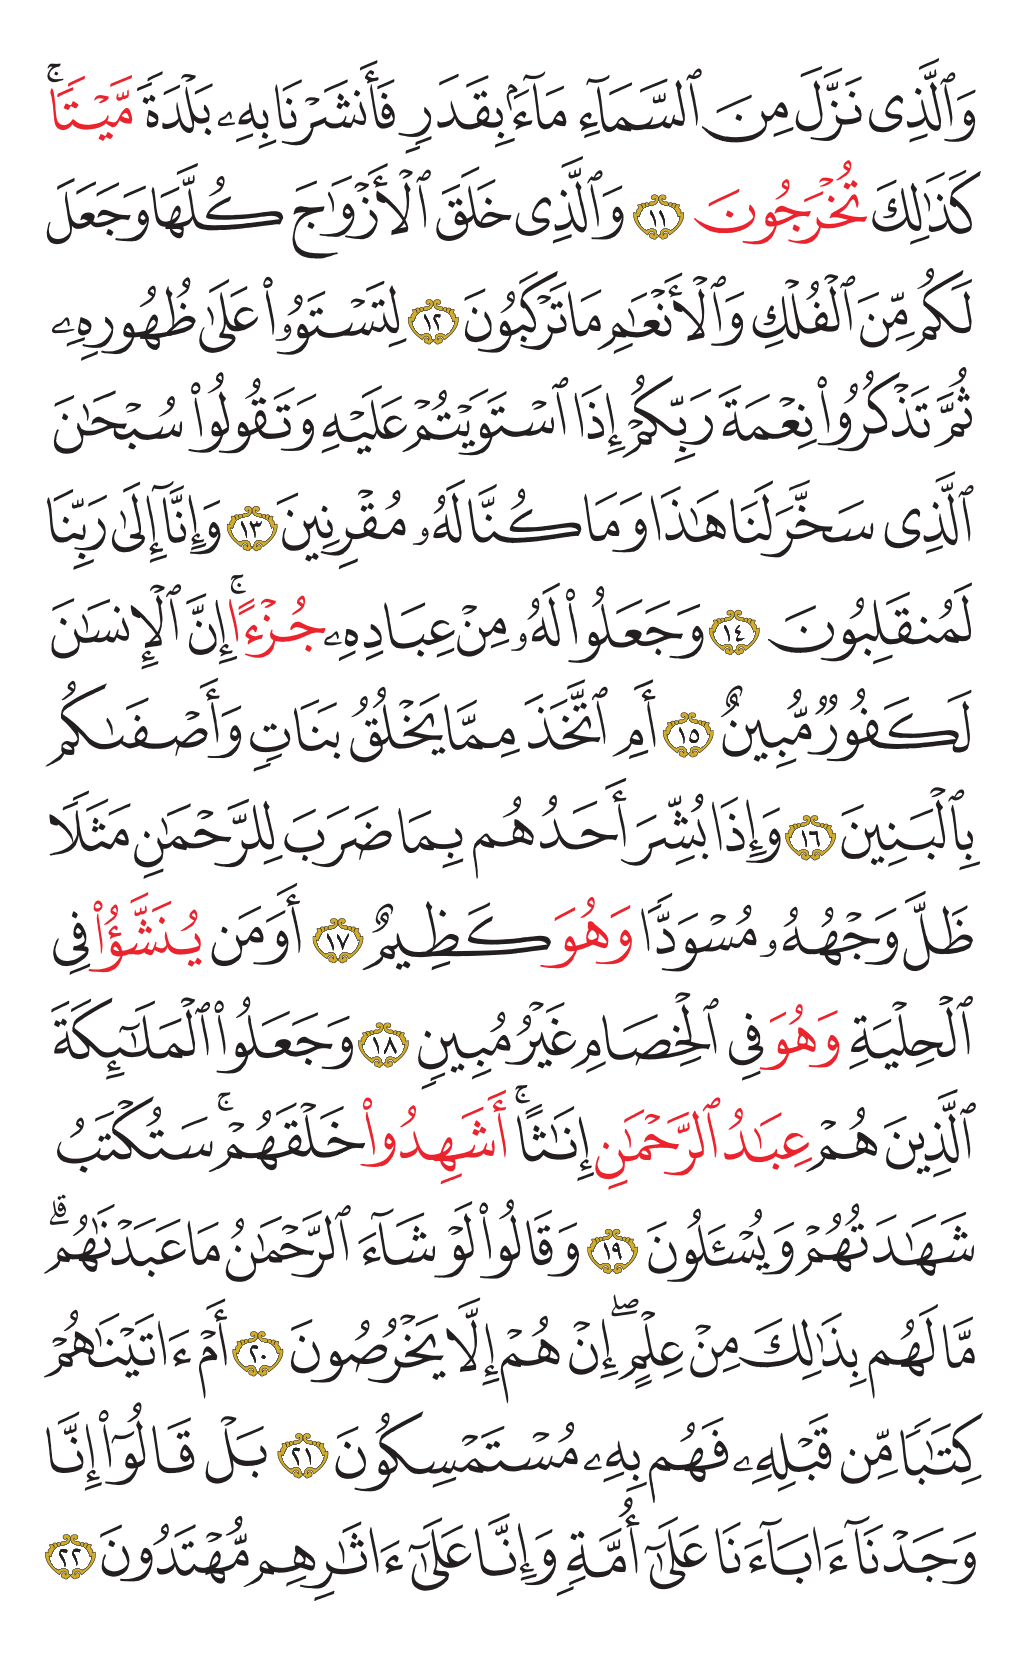 وَٱلَّذِى نَزَّلَ مِنَ ٱلسَّمَآءِ مَآءَۢ بِقَدَرٍ فَأَنشَرْنَا بِهِۦ بَلْدَةً مَّيْتًا ۚ
كَذَٰلِكَ تُخْرَجُونَ ١١ وَٱلَّذِى خَلَقَ ٱلْأَزْوَٰجَ كُلَّهَا وَجَعَلَ
لَكُم مِّنَ ٱلْفُلْكِ وَٱلْأَنْعَٰمِ مَا تَرْكَبُونَ ١٢ لِتَسْتَوُۥا۟ عَلَىٰ ظُهُورِهِۦ
ثُمَّ تَذْكُرُوا۟ نِعْمَةَ رَبِّكُمْ إِذَا ٱسْتَوَيْتُمْ عَلَيْهِ وَتَقُولُوا۟ سُبْحَٰنَ
ٱلَّذِى سَخَّرَ لَنَا هَٰذَا وَمَا كُنَّا لَهُۥ مُقْرِنِينَ ١٣ وَإِنَّآ إِلَىٰ رَبِّنَا
لَمُنقَلِبُونَ ١٤ وَجَعَلُوا۟ لَهُۥ مِنْ عِبَادِهِۦ جُزْءًا ۚ إِنَّ ٱلْإِنسَٰنَ
لَكَفُورٌ مُّبِينٌ ١٥ أَمِ ٱتَّخَذَ مِمَّا يَخْلُقُ بَنَاتٍ وَأَصْفَىٰكُم
بِٱلْبَنِينَ ١٦ وَإِذَا بُشِّرَ أَحَدُهُم بِمَا ضَرَبَ لِلرَّحْمَٰنِ مَثَلًا
ظَلَّ وَجْهُهُۥ مُسْوَدًّا وَهُوَ كَظِيمٌ ١٧ أَوَمَن يُنَشَّؤُا۟ فِى
ٱلْحِلْيَةِ وَهُوَ فِى ٱلْخِصَامِ غَيْرُ مُبِينٍ ١٨ وَجَعَلُوا۟ ٱلْمَلَٰٓئِكَةَ
ٱلَّذِينَ هُمْ عِبَٰدُ ٱلرَّحْمَٰنِ إِنَٰثًا ۚ أَشَهِدُوا۟ خَلْقَهُمْ ۚ سَتُكْتَبُ
شَهَٰدَتُهُمْ وَيُسْـَٔلُونَ ١٩ وَقَالُوا۟ لَوْ شَآءَ ٱلرَّحْمَٰنُ مَا عَبَدْنَٰهُم ۗ
مَّا لَهُم بِذَٰلِكَ مِنْ عِلْمٍ ۖ إِنْ هُمْ إِلَّا يَخْرُصُونَ ٢٠ أَمْ ءَاتَيْنَٰهُمْ
كِتَٰبًا مِّن قَبْلِهِۦ فَهُم بِهِۦ مُسْتَمْسِكُونَ ٢١ بَلْ قَالُوٓا۟ إِنَّا
وَجَدْنَآ ءَابَآءَنَا عَلَىٰٓ أُمَّةٍ وَإِنَّا عَلَىٰٓ ءَاثَٰرِهِم مُّهْتَدُونَ ٢٢